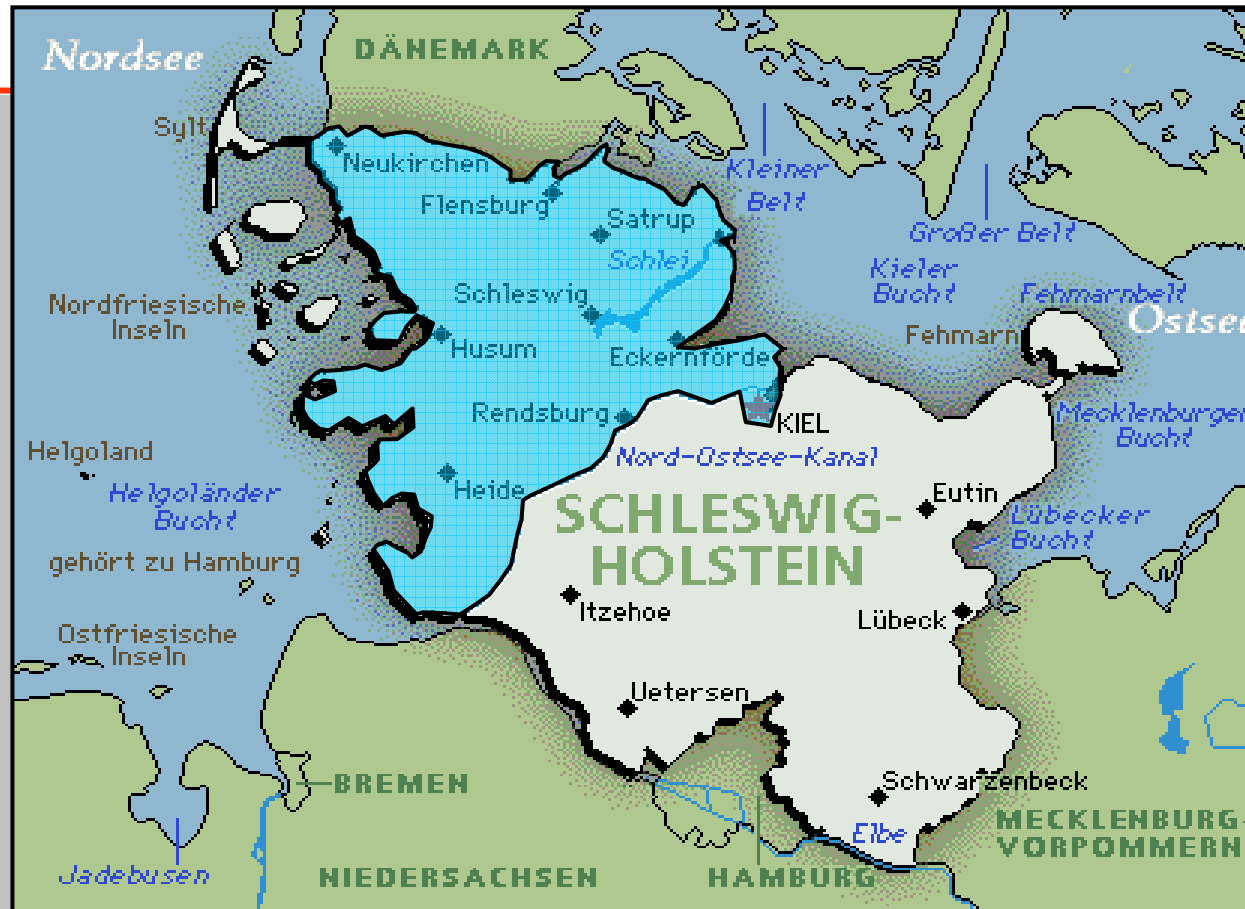 Nordsee
DÄNEMARK
Sylt
Neukirchen
Kleiner
Belt
Flensburg
Satrup
Großer Belt
Schlei
Kieler
Bucht
Fehmarnbelt
Schleswig
Nordfriesische
Inseln
Ostsee
Fehmarn
Husum
Eckernförde
Rendsburg
KIEL
Mecklenburger
Bucht
Helgoland
Nord-Ostsee-Kanal
Helgoländer
Bucht
Heide
Eutin
SCHLESWIG-
HOLSTEIN
Lübecker
Bucht
gehört zu Hamburg
Itzehoe
Lübeck
Ostfriesische
Inseln
Uetersen
BREMEN
Schwarzenbeck
Elbe
MECKLENBURG-
VORPOMMERN
Jadebusen
NIEDERSACHSEN
HAMBURG